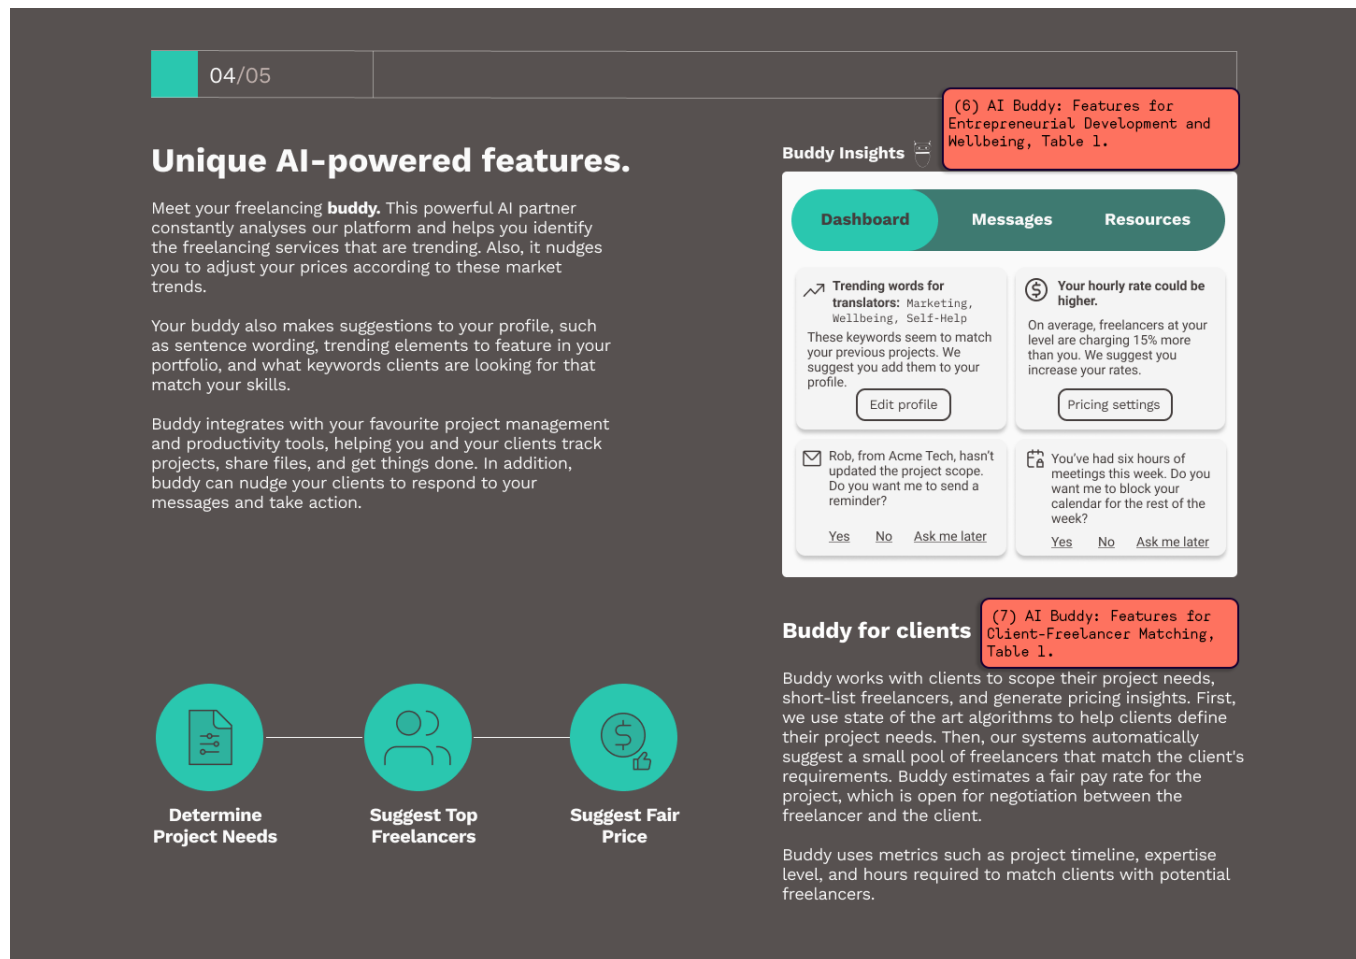 04/05
Unique AI-powered features.
Meet your freelancing buddy. This powerful AI partner
constantly analyses our platform and helps you identify
the freelancing services that are trending. Also, it nudges
you to adjust your prices according to these market
trends.
Your buddy also makes suggestions to your profile, such
as sentence wording, trending elements to feature in your
portfolio, and what keywords clients are looking for that
match your skills.
Buddy integrates with your favourite project management
and productivity tools, helping you and your clients track
projects, share files, and get things done. In addition,
buddy can nudge your clients to respond to your
messages and take action.
Determine
Project Needs
Suggest Top
Freelancers
Suggest Fair
Price
(6) AI Buddy: Features for
Entrepreneurial Development and
Wellbeing, Table 1.
Buddy Insights
Dashboard
Messages
Resources
Trending words for
translators: Marketing,
Wellbeing, Self-Help
These keywords seem to match
your previous projects. We
suggest you add them to your
profile.
Edit profile
Your hourly rate could be
higher.
On average, freelancers at your
level are charging 15% more
than you. We suggest you
increase your rates.
Pricing settings
Rob, from Acme Tech, hasn't
updated the project scope.
Do you want me to send a
reminder?
Yes No Ask me later
You've had six hours of
meetings this week. Do you
want me to block your
calendar for the rest of the
week?
Yes No Ask me later
Buddy for clients
(7) AI Buddy: Features for
Client-Freelancer Matching,
Table 1.
Buddy works with clients to scope their project needs,
short-list freelancers, and generate pricing insights. First,
we use state of the art algorithms to help clients define
their project needs. Then, our systems automatically
suggest a small pool of freelancers that match the client's
requirements. Buddy estimates a fair pay rate for the
project, which is open for negotiation between the
freelancer and the client.
Buddy uses metrics such as project timeline, expertise
level, and hours required to match clients with potential
freelancers.